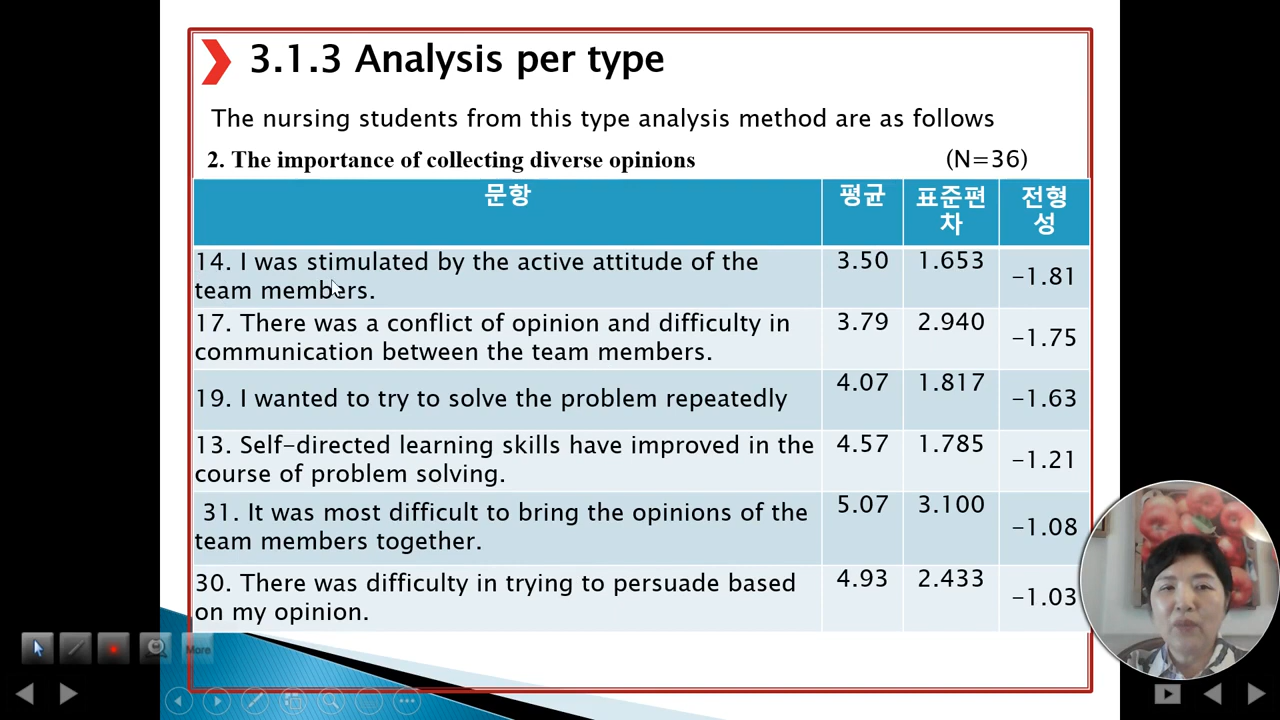 3.1.3 Analysis per type
The nursing students from this type analysis method are as follows
2. The importance of collecting diverse opinions (N=36)
문항 평균 표준편차 전형성
14. I was stimulated by the active attitude of the
team members. 3.50 1.653 −1.81
17. There was a conflict of opinion and difficulty in
communication between the team members. 3.79 2.940 −1.75
19. I wanted to try to solve the problem repeatedly 4.07 1.817 −1.63
13. Self−directed learning skills have improved in the
course of problem solving. 4.57 1.785 −1.21
31. It was most difficult to bring the opinions of the
team members together. 5.07 3.100 −1.08
30. There was difficulty in trying to persuade based
on my opinion. 4.93 2.433 −1.03
More